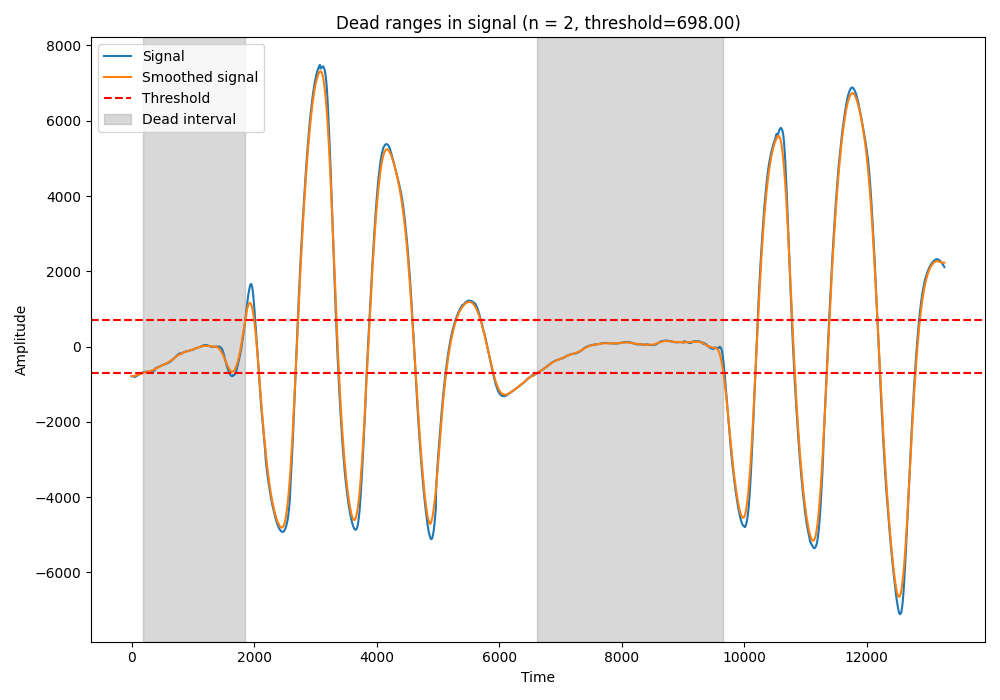 Dead ranges in signal (n = 2, threshold=698.00)
Signal
Smoothed signal
Threshold
Dead interval
8000
6000
4000
2000
0
−2000
−4000
−6000
Amplitude
0
2000
4000
6000
8000
10000
12000
Time